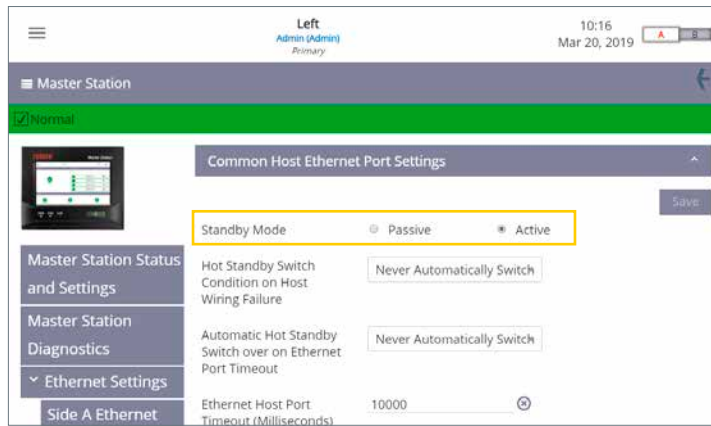 Left
Admin (Admin)
Primary
10:16
Mar 20, 2019
A
B
Master Station
Normal
Common Host Ethernet Port Settings
Save
Standby Mode
Passive
Active
Hot Standby Switch
Condition on Host
Wiring Failure
Never Automatically Switch
Automatic Hot Standby
Switch over on Ethernet
Port Timeout
Never Automatically Switch
Ethernet Host Port
Timeout (Milliseconds)
10000
Master Station Status
and Settings
Master Station
Diagnostics
Ethernet Settings
Side A Ethernet